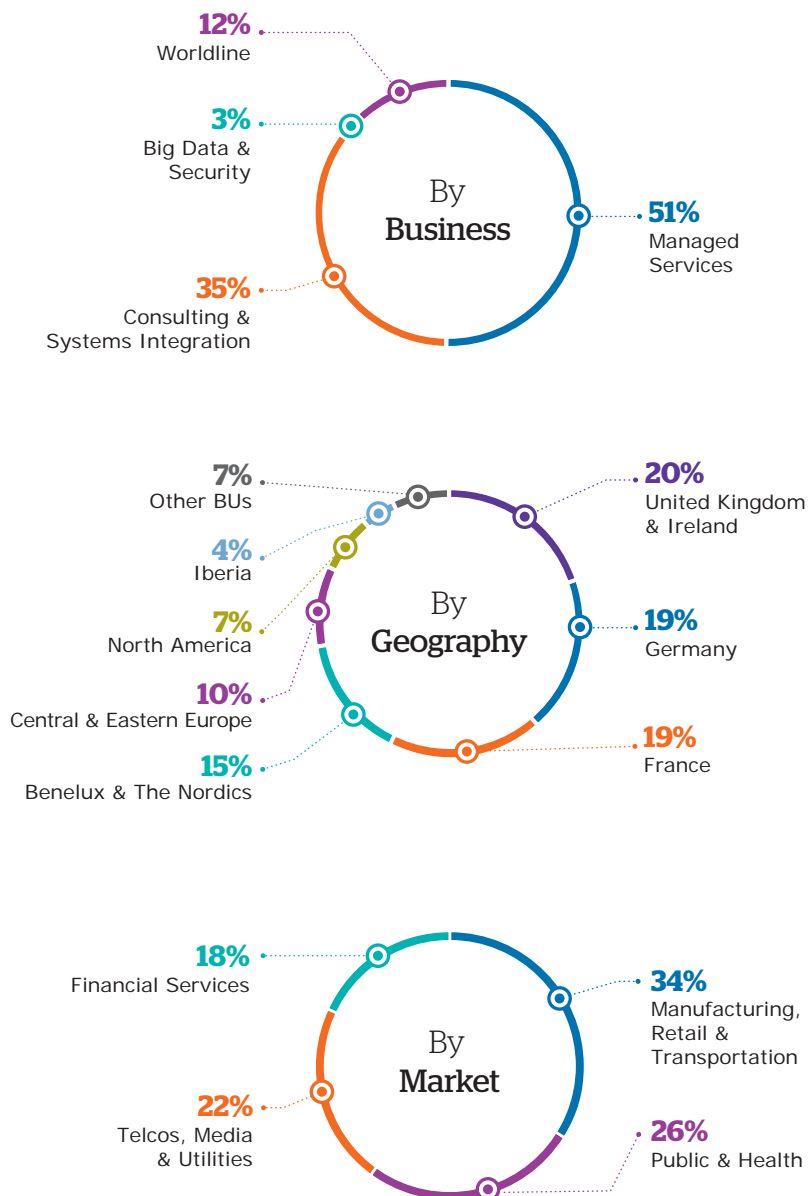 12%
Worldline
3%
Big Data &
Security
35%
Consulting &
Systems Integration
By
Business
51%
Managed
Services
7%
Other BUs
4%
Iberia
7%
North America
10%
Central & Eastern Europe
15%
Benelux & The Nordics
By
Geography
20%
United Kingdom
& Ireland
19%
Germany
19%
France
18%
Financial Services
22%
Telcos, Media
& Utilities
By
Market
34%
Manufacturing,
Retail &
Transportation
26%
Public & Health